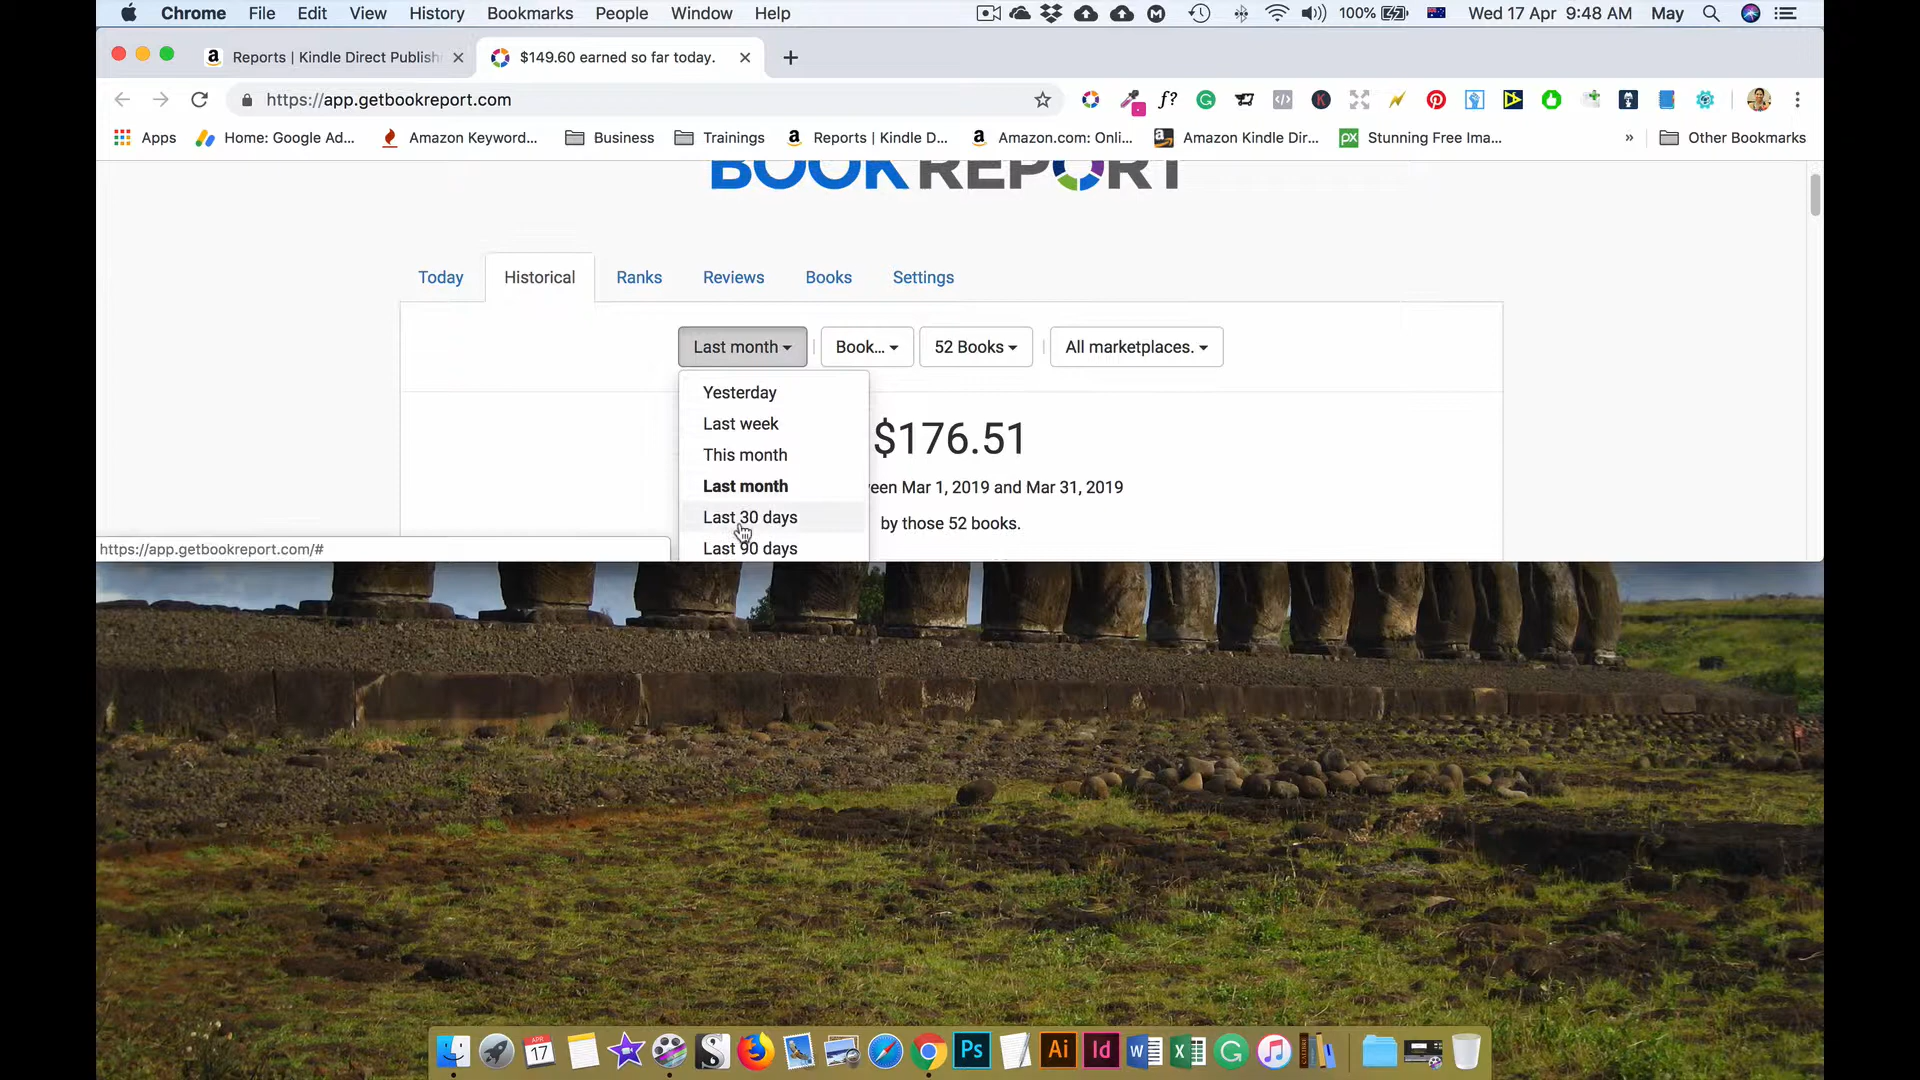 Chrome File Edit View History Bookmarks People Window Help 100% Wed 17 Apr 9:48 AM May
Reports | Kindle Direct Publish $149.60 earned so far today.
https://app.getbookreport.com
Apps Home: Google Ad... Amazon Keyword... Business Trainings Reports | Kindle D... Amazon.com: Onli... Amazon Kindle Dir... Stunning Free Ima... » Other Bookmarks
BOOK REPORT
Today Historical Ranks Reviews Books Settings
Last month Book... 52 Books All marketplaces.
Yesterday
Last week
This month
Last month
Last 30 days
Last 90 days
$176.51
een Mar 1, 2019 and Mar 31, 2019
by those 52 books.
https://app.getbookreport.com/#
APR
17
Ps Ai Id